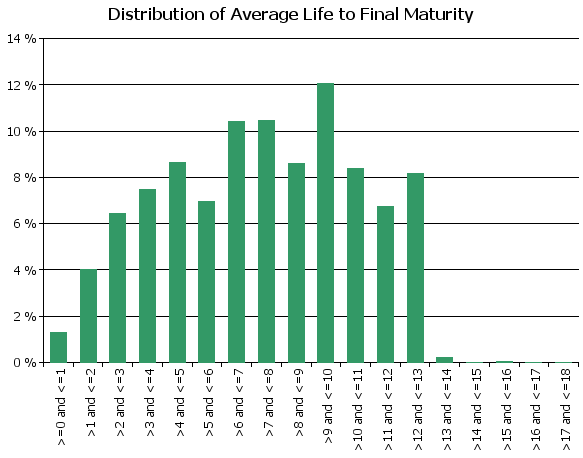 Distribution of Average Life to Final Maturity
14 %
12 %
10 %
8 %
6 %
4 %
2 %
0 %
>=0 and <=1
>1 and <=2
>2 and <=3
>3 and <=4
>4 and <=5
>5 and <=6
>6 and <=7
>7 and <=8
>8 and <=9
>9 and <=10
>10 and <=11
>11 and <=12
>12 and <=13
>13 and <=14
>14 and <=15
>15 and <=16
>16 and <=17
>17 and <=18